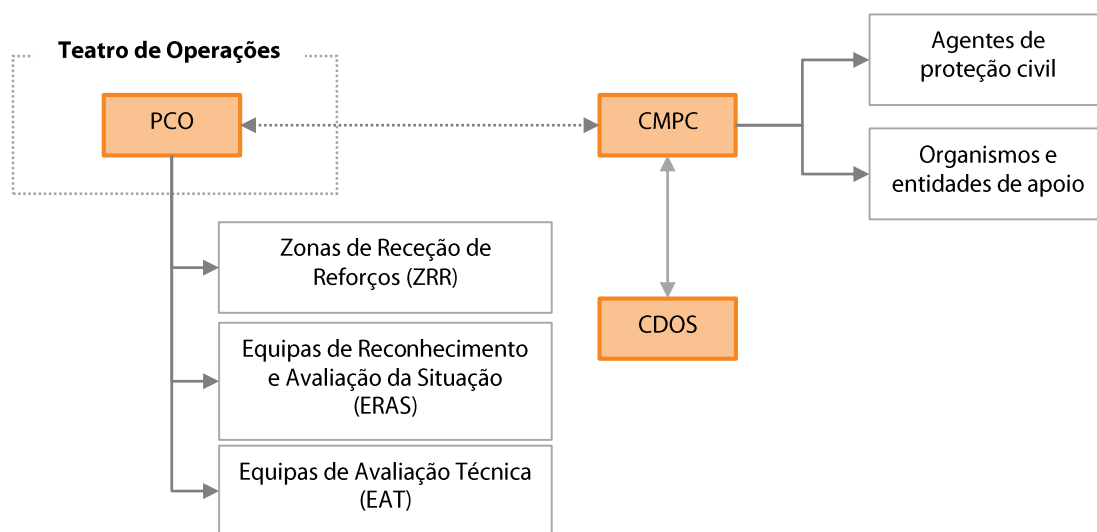 Teatro de Operações
PCO
CMPC
Agentes de
proteção civil
Organismos e
entidades de apoio
Zonas de Receção de
Reforços (ZRR)
CDOS
Equipas de Reconhecimento
e Avaliação da Situação
(ERAS)
Equipas de Avaliação Técnica
(EAT)